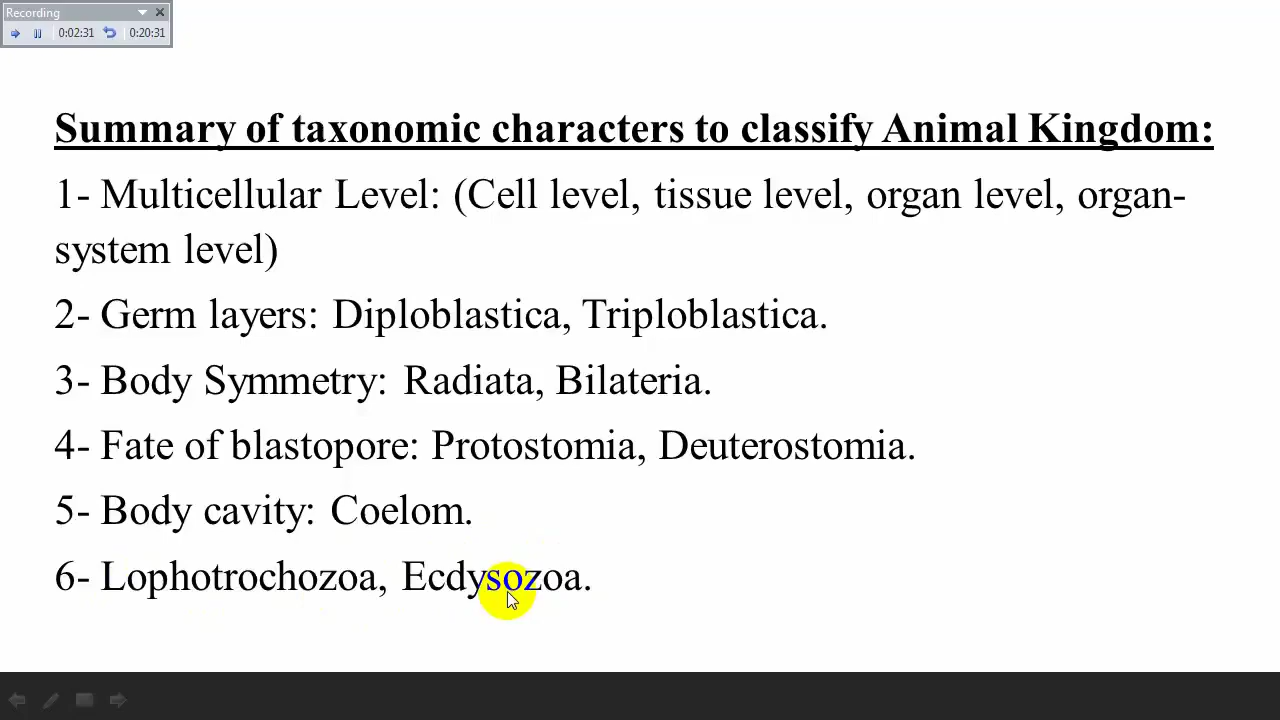 Recording
0:02:31 0:20:31
Summary of taxonomic characters to classify Animal Kingdom:
1- Multicellular Level: (Cell level, tissue level, organ level, organ-
system level)
2- Germ layers: Diploblastica, Triploblastica.
3- Body Symmetry: Radiata, Bilateria.
4- Fate of blastopore: Protostomia, Deuterostomia.
5- Body cavity: Coelom.
6- Lophotrochozoa, Ecdysozoa.